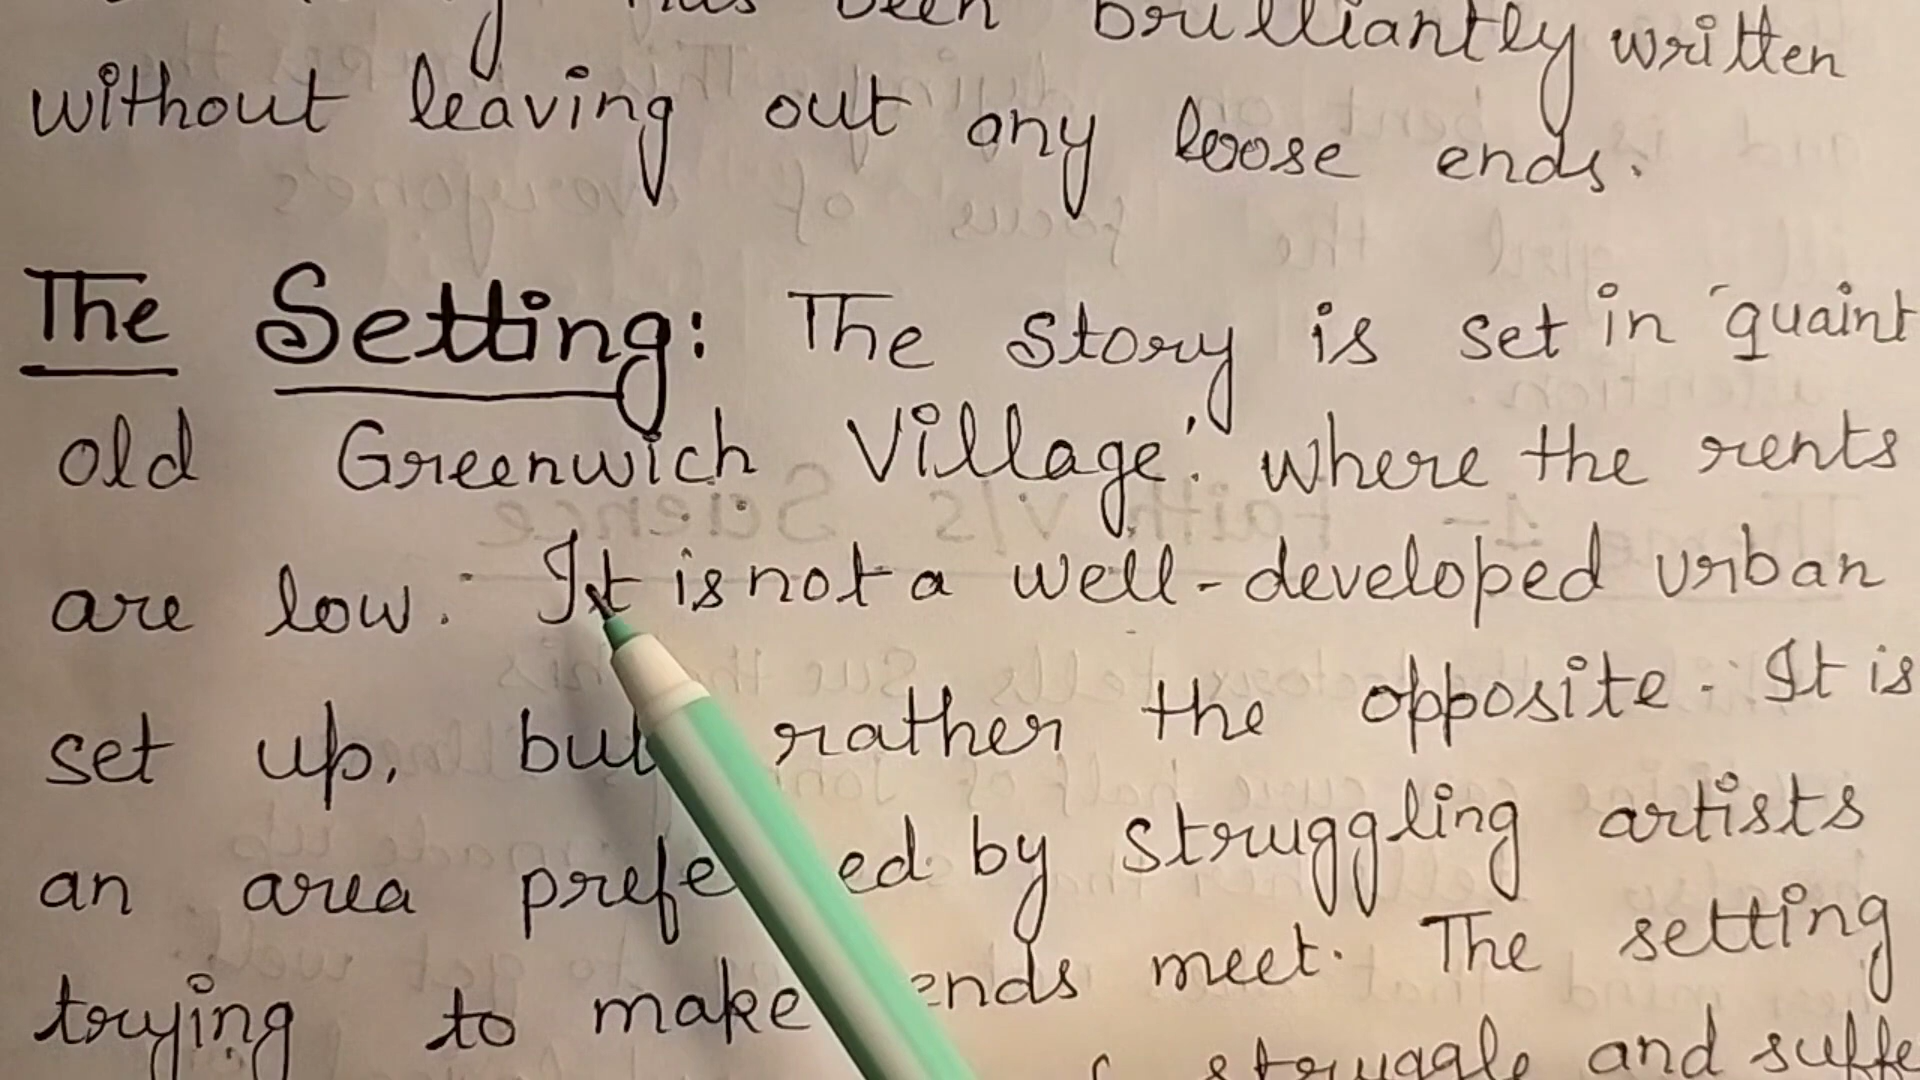 has been brilliantly written
without leaving out any loose ends.
The Setting: The story is set in 'quaint
old Greenwich Village.' where the rents
are low. It is not a well-developed urban
set up, but rather the opposite. It is
an area prefe ed by struggling artists
trying to make ends meet. The setting
struggle and suffe